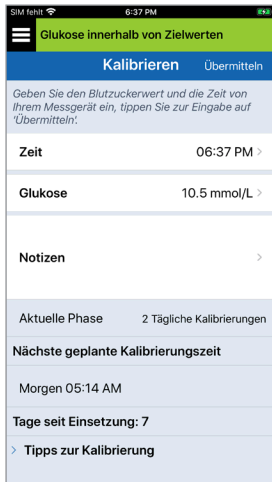 SIM fehlt 6:37 PM
Glukose innerhalb von Zielwerten
Kalibrieren Übermitteln
Geben Sie den Blutzuckerwert und die Zeit von
Ihrem Messgerät ein, tippen Sie zur Eingabe auf
'Übermitteln'.
Zeit 06:37 PM
Glukose 10.5 mmol/L
Notizen
Aktuelle Phase 2 Tägliche Kalibrierungen
Nächste geplante Kalibrierungszeit
Morgen 05:14 AM
Tage seit Einsetzung: 7
Tipps zur Kalibrierung